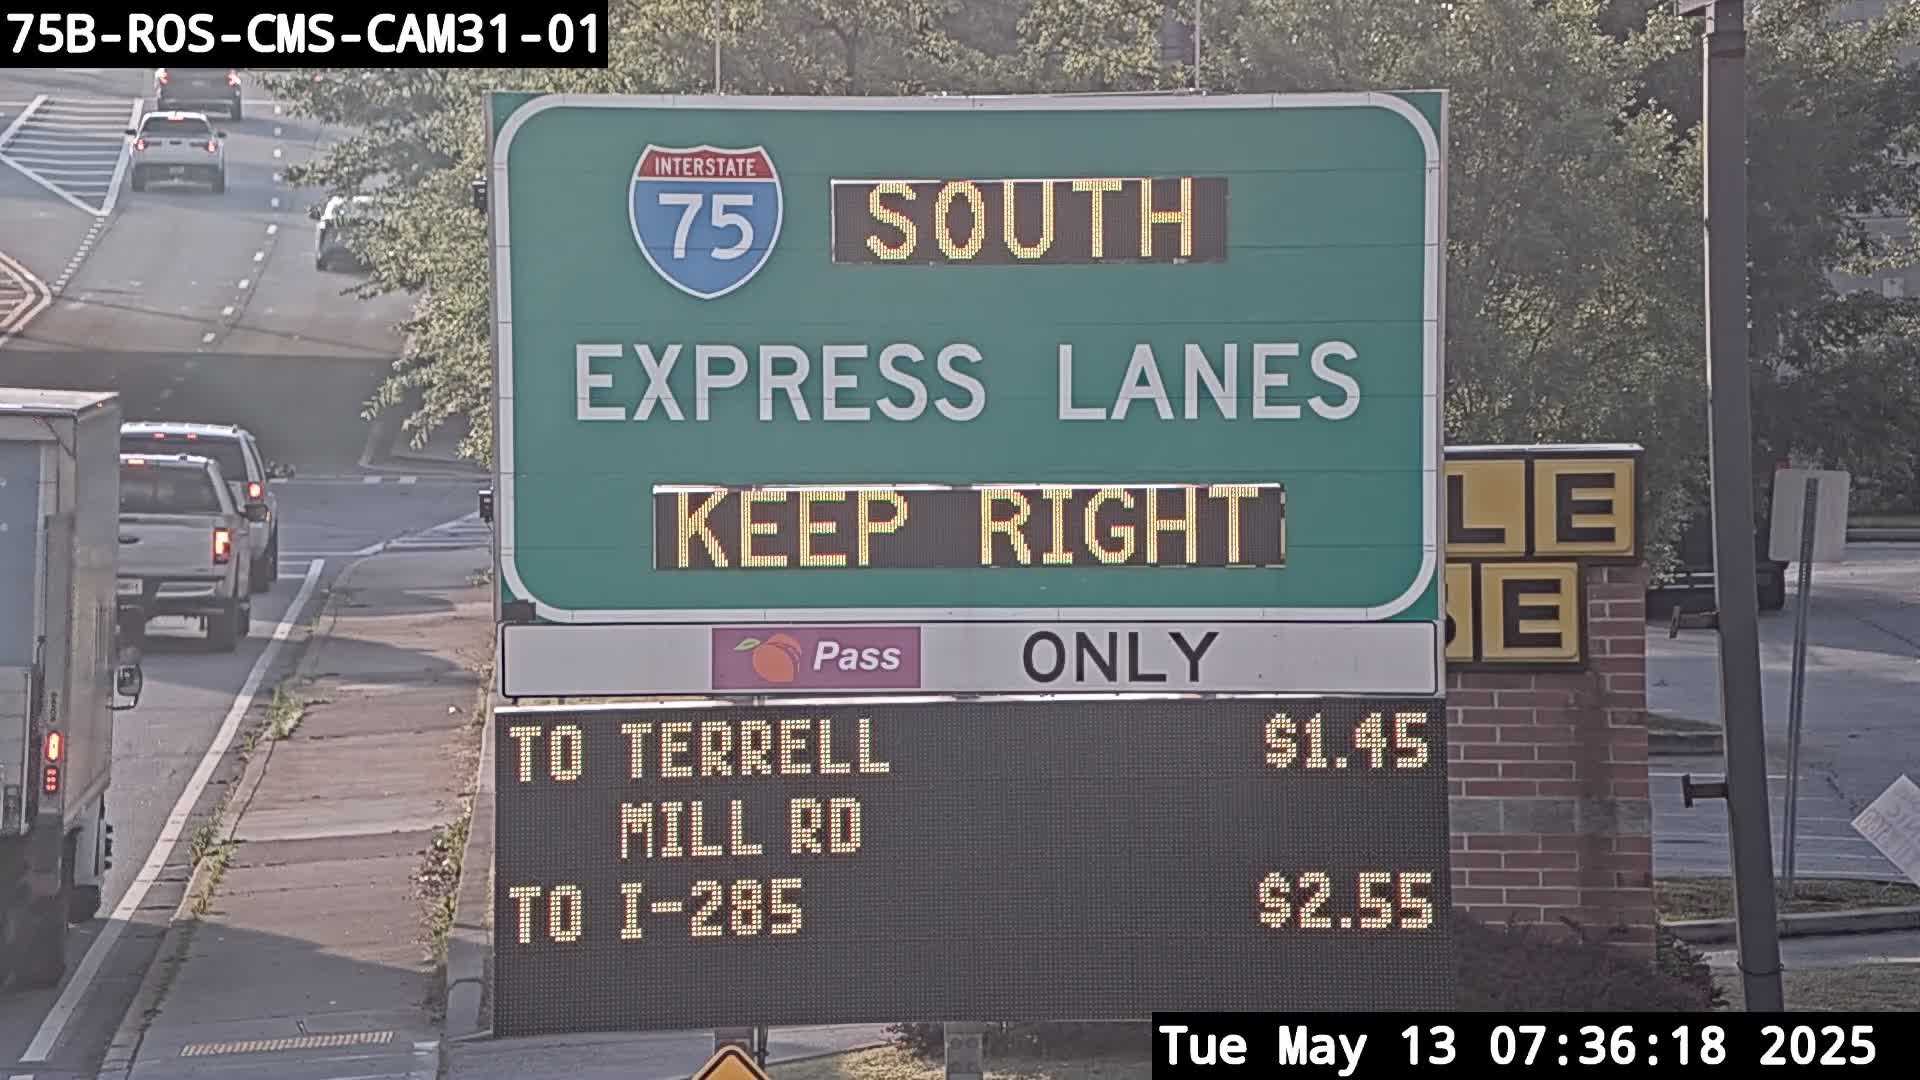 75B-ROS-CMS-CAM31-01
INTERSTATE
75
SOUTH
EXPRESS LANES
KEEP RIGHT
LE
E
Pass ONLY
TO TERRELL $1.45
MILL RD
TO I-285 $2.55
Tue May 13 07:36:18 2025